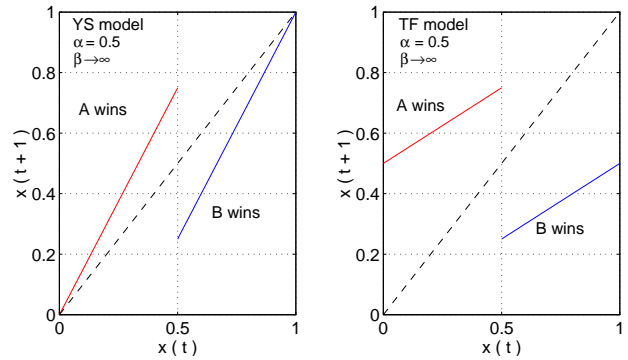 YS model
α = 0.5
β→∞
A wins
B wins
1
0.8
0.6
0.4
0.2
0
0
0.5
1
x ( t + 1 )
x ( t )
TF model
α = 0.5
β→∞
A wins
B wins
1
0.8
0.6
0.4
0.2
0
0
0.5
1
x ( t + 1 )
x ( t )